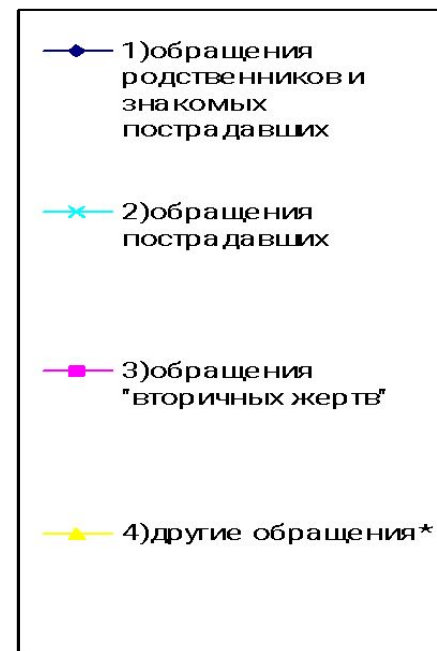 1)обращения
родственников и
знакомых
пострадавших
2)обращения
пострадавших
3)обращения
"вторичных жертв"
4)другие обращения*